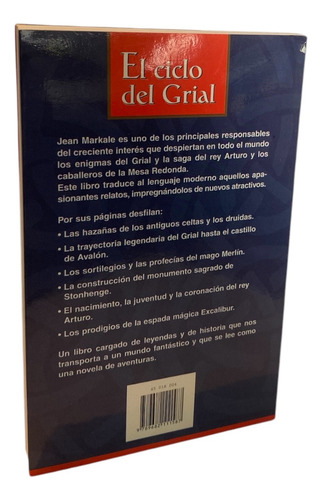 El ciclo
del Grial
Jean Markale es uno de los principales responsables
del creciente interés que despiertan en todo el mundo
los enigmas del Grial y la saga del rey Arturo y los
caballeros de la Mesa Redonda.
Este libro traduce al lenguaje moderno aquellos apa-
sionantes relatos, impregnándolos de nuevos atractivos.
Por sus páginas desfilan:
• Las hazañas de los antiguos celtas y los druidas.
• La trayectoria legendaria del Grial hasta el castillo
de Avalón.
• Los sortilegios y las profecías del mago Merlín.
• La construcción del monumento sagrado de
Stonhenge.
• El nacimiento, la juventud y la coronación del rey
Arturo.
• Los prodigios de la espada mágica Excalibur.
Un libro cargado de leyendas y de historia que nos
transporta a un mundo fantástico y que se lee como
una novela de aventuras.